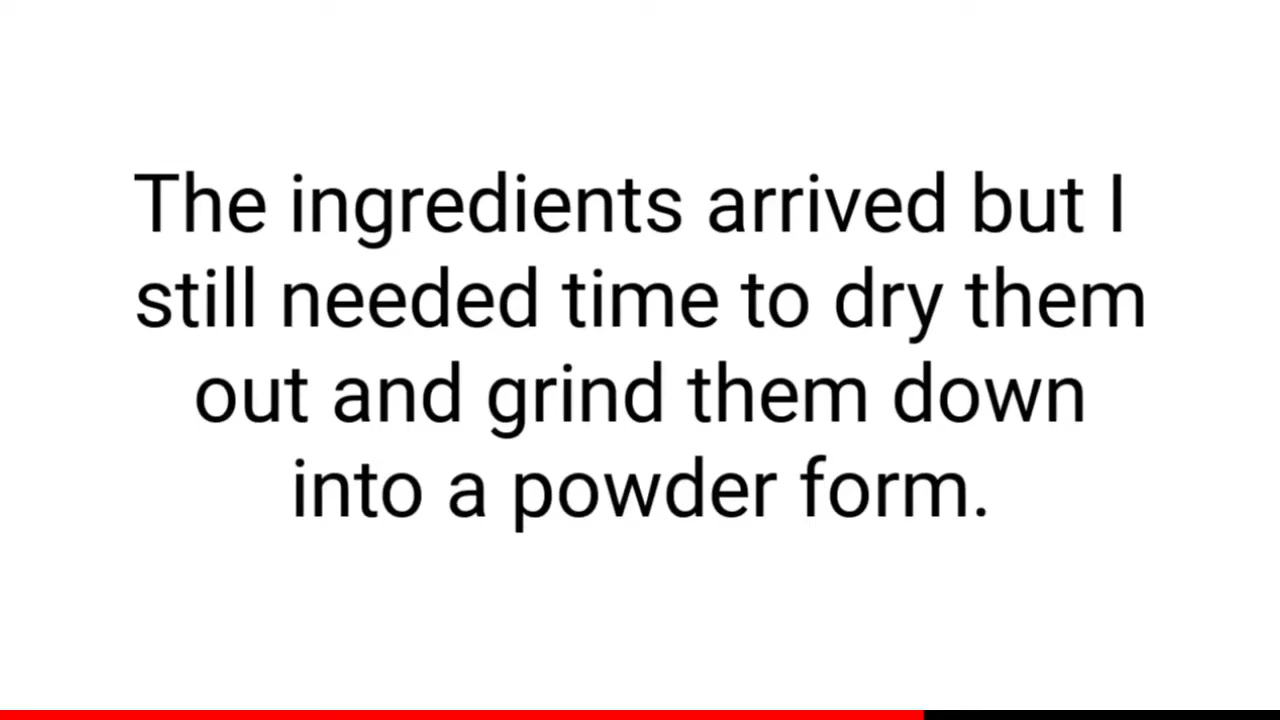 The ingredients arrived but I
still needed time to dry them
out and grind them down
into a powder form.